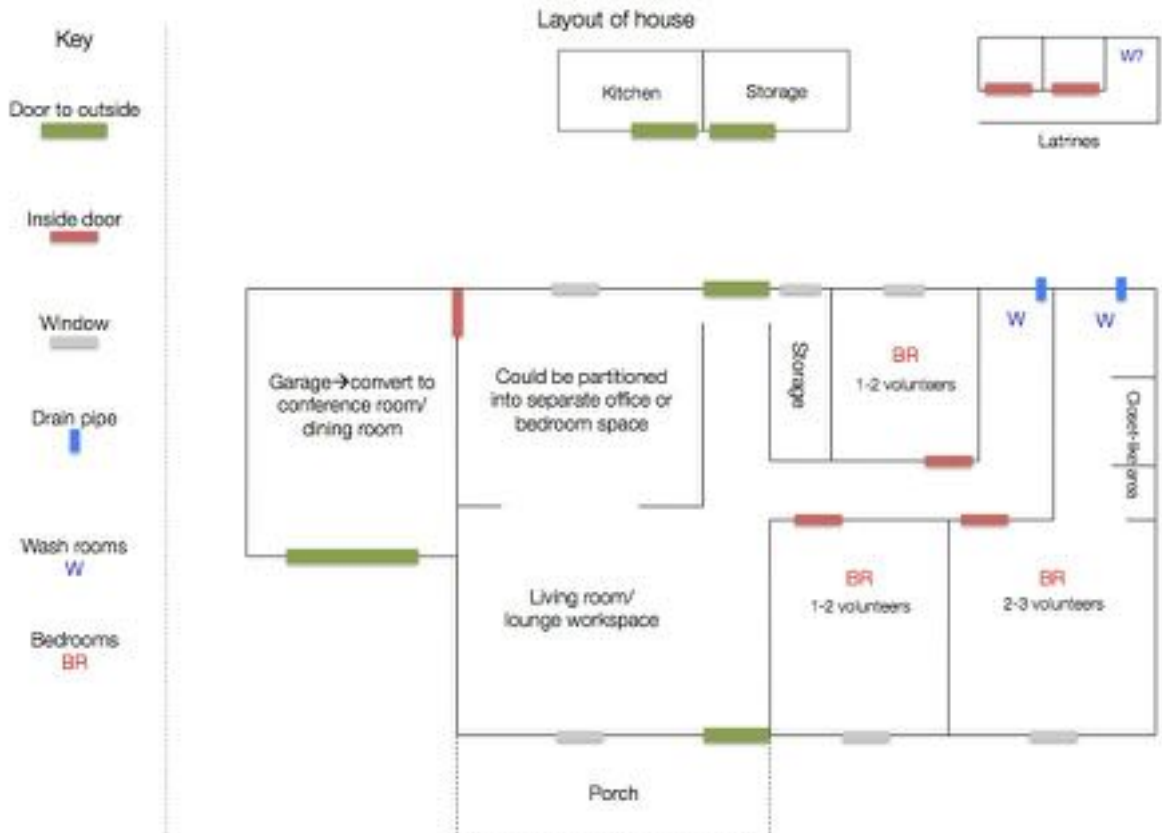 Layout of house
Key
Door to outside
Inside door
Window
Drain pipe
Wash rooms
W
Bedrooms
BR
Kitchen
Storage
W?
Latrines
Garage→convert to
conference room/
dining room
Could be partitioned
into separate office or
bedroom space
Storage
BR
1-2 volunteers
W
W
Closet-like area
Living room/
lounge workspace
BR
1-2 volunteers
BR
2-3 volunteers
Porch